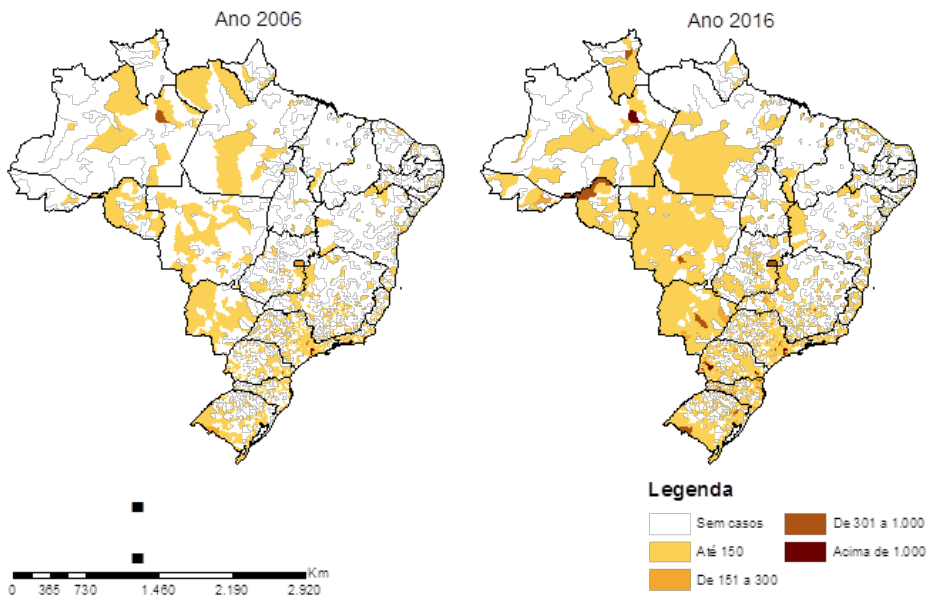 Ano 2006
Ano 2016
Legenda
Sem casos
De 301 a 1.000
Até 150
Acima de 1.000
De 151 a 300
Km
0 365 730 1.460 2.190 2.920